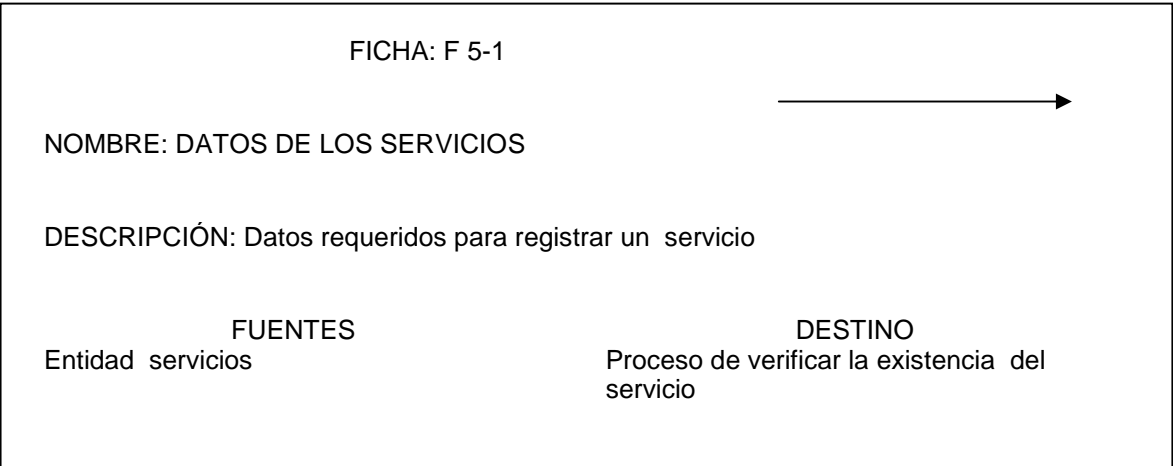 FICHA: F 5-1
NOMBRE: DATOS DE LOS SERVICIOS
DESCRIPCIÓN: Datos requeridos para registrar un servicio
FUENTES DESTINO
Entidad servicios Proceso de verificar la existencia del
servicio